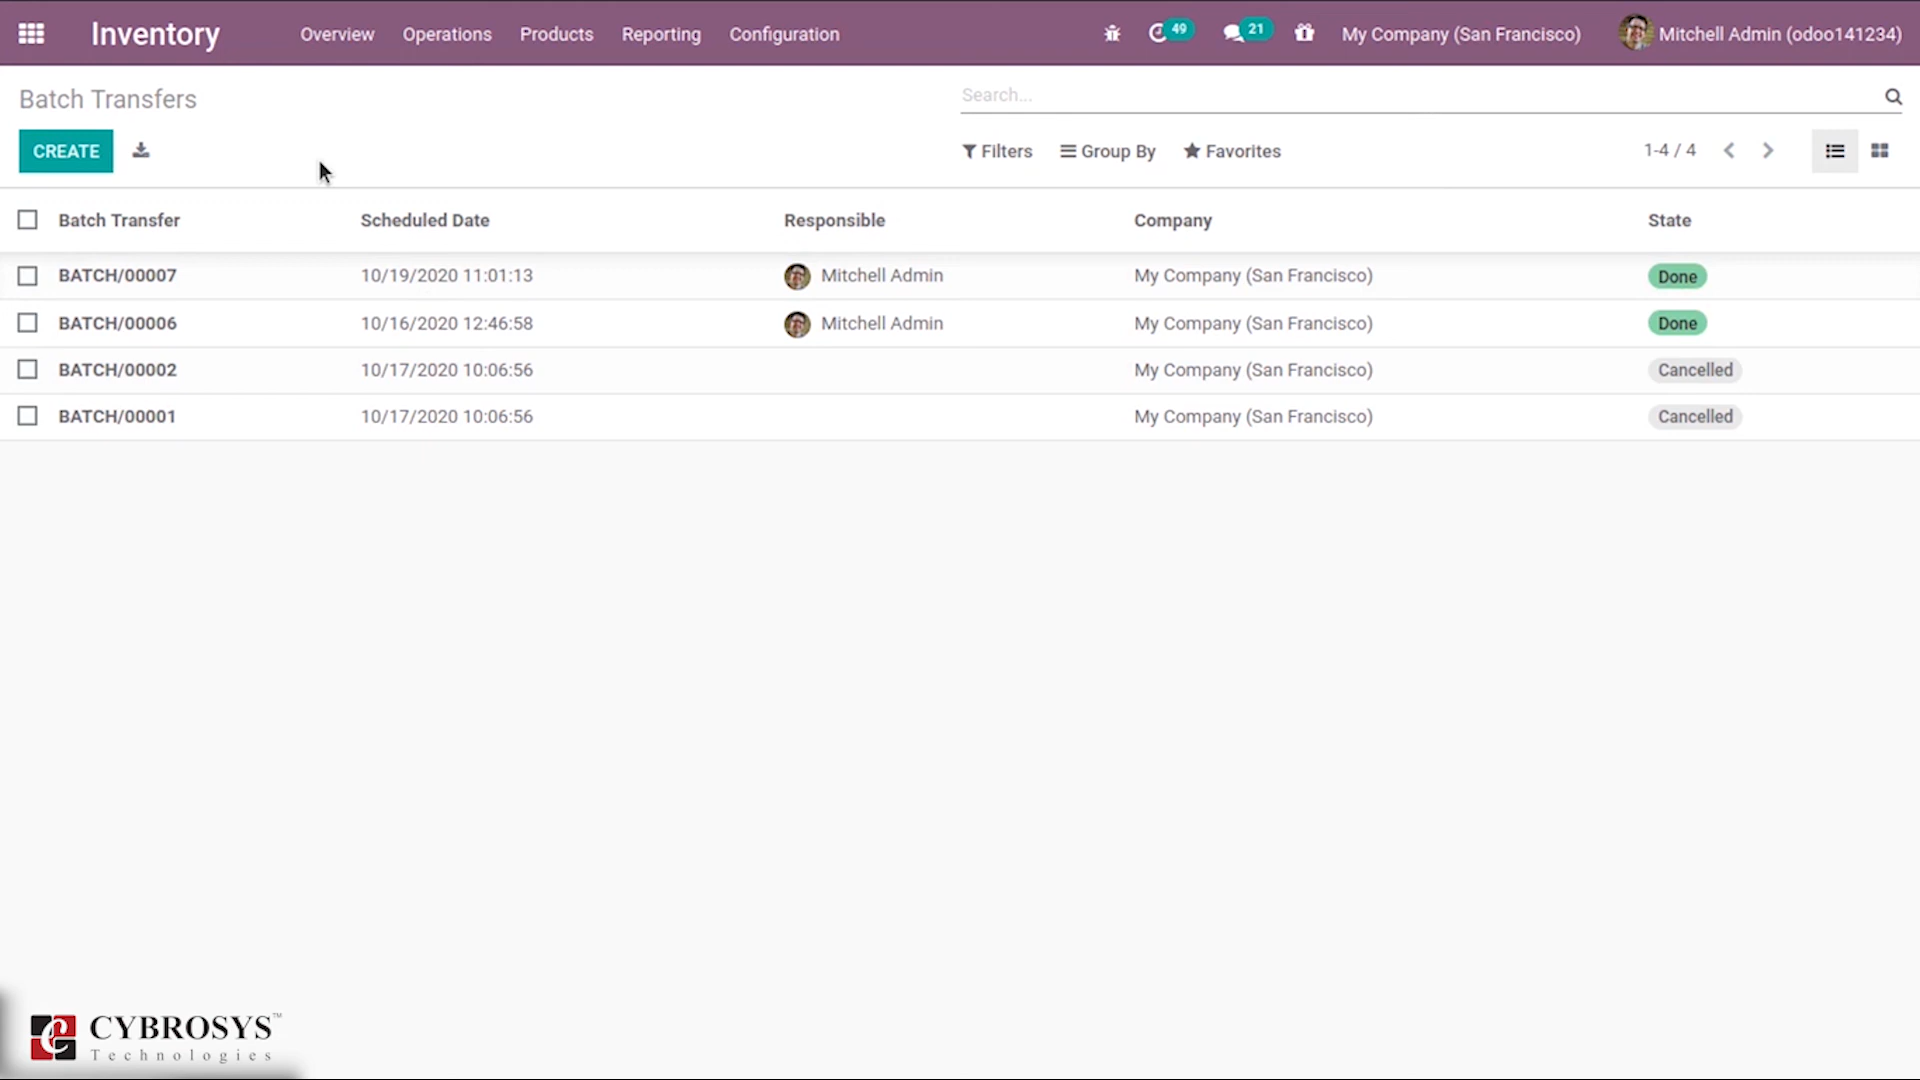 Inventory Overview Operations Products Reporting Configuration 49 21 My Company (San Francisco) Mitchell Admin (odoo141234)
Batch Transfers Search...
CREATE Filters Group By Favorites 1-4 / 4
Batch Transfer Scheduled Date Responsible Company State
BATCH/00007 10/19/2020 11:01:13 Mitchell Admin My Company (San Francisco) Done
BATCH/00006 10/16/2020 12:46:58 Mitchell Admin My Company (San Francisco) Done
BATCH/00002 10/17/2020 10:06:56 My Company (San Francisco) Cancelled
BATCH/00001 10/17/2020 10:06:56 My Company (San Francisco) Cancelled
CYBROSYS™
Technologies